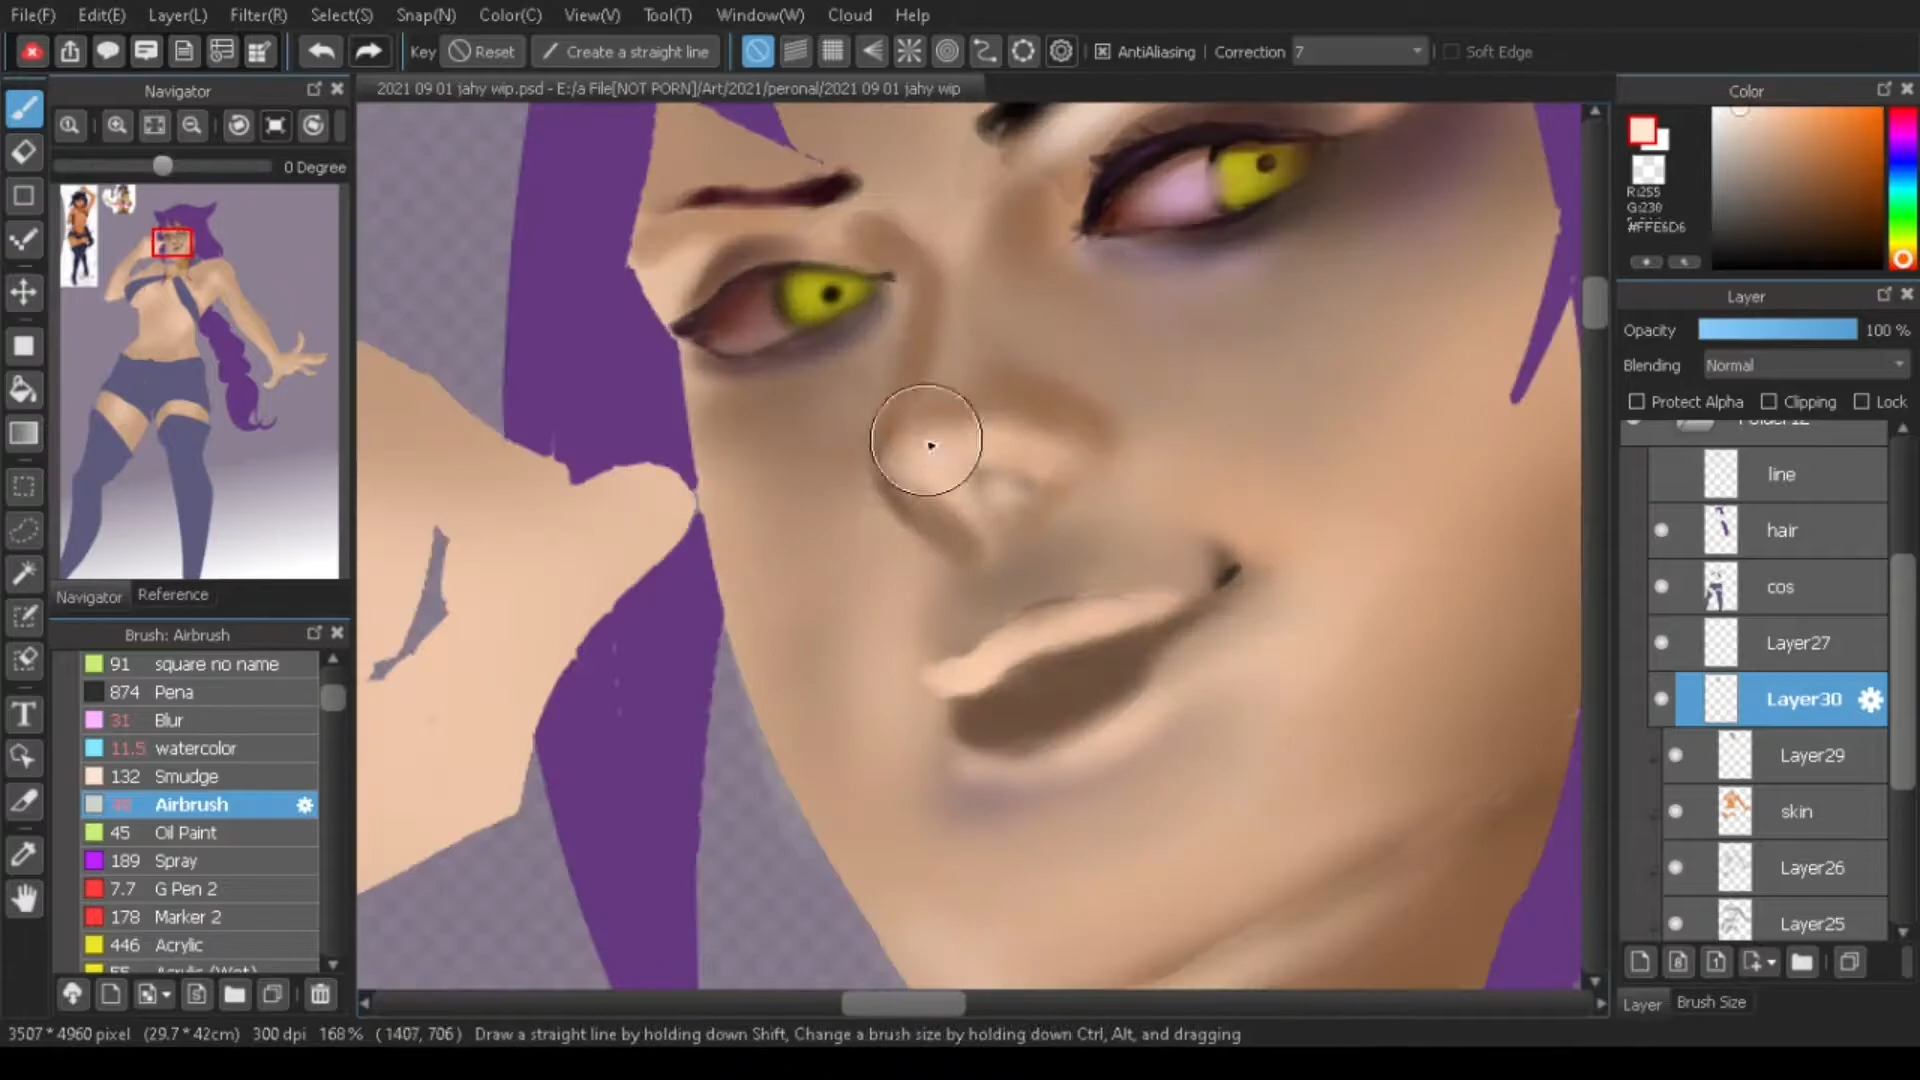 File(F) Edit(E) Layer(L) Filter(R) Select(S) Snap(N) Color(C) View(V) Tool(T) Window(W) Cloud Help
Key Reset Create a straight line AntiAliasing Correction 7 Soft Edge
Navigator
2021 09 01 jahy wip.psd - E:/a File[NOT PORN]/Art/2021/peronal/2021 09 01 jahy wip
Color
0 Degree
R:255
G:230
#FFE6D6
Layer
Opacity 100 %
Blending Normal
Protect Alpha Clipping Lock
Folder12
line
hair
cos
Layer27
Layer30
Layer29
skin
Layer26
Layer25
Navigator Reference
Brush: Airbrush
91 square no name
874 Pena
31 Blur
11.5 watercolor
132 Smudge
Airbrush
45 Oil Paint
189 Spray
7.7 G Pen 2
178 Marker 2
446 Acrylic
55 Acrylic (Wet)
Layer Brush Size
3507 * 4960 pixel (29.7 * 42cm) 300 dpi 168 % ( 1407, 706) Draw a straight line by holding down Shift, Change a brush size by holding down Ctrl, Alt, and dragging